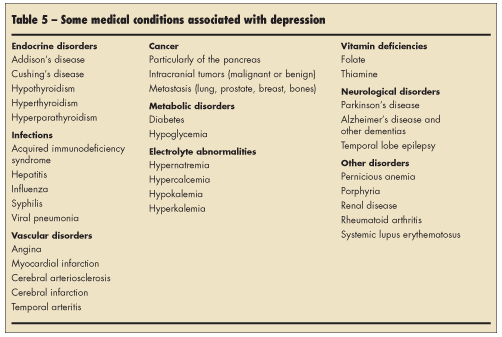 Table 5 – Some medical conditions associated with depression
Endocrine disorders
Addison's disease
Cushing's disease
Hypothyroidism
Hyperthyroidism
Hyperparathyroidism
Infections
Acquired immunodeficiency
syndrome
Hepatitis
Influenza
Syphilis
Viral pneumonia
Vascular disorders
Angina
Myocardial infarction
Cerebral arteriosclerosis
Cerebral infarction
Temporal arteritis
Cancer
Particularly of the pancreas
Intracranial tumors (malignant or benign)
Metastasis (lung, prostate, breast, bones)
Metabolic disorders
Diabetes
Hypoglycemia
Electrolyte abnormalities
Hypernatremia
Hypercalcemia
Hypokalemia
Hyperkalemia
Vitamin deficiencies
Folate
Thiamine
Neurological disorders
Parkinson's disease
Alzheimer's disease and
other dementias
Temporal lobe epilepsy
Other disorders
Pernicious anemia
Porphyria
Renal disease
Rheumatoid arthritis
Systemic lupus erythematosus